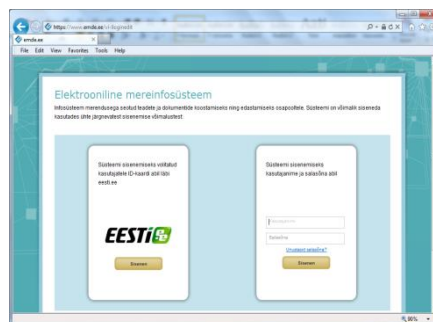 https://www.emde.ee
emde.ee
File Edit View Favorites Tools Help
Elektrooniline mereinfosüsteem
Infosüsteem merendusega seotud teadete ja dokumentide koostamiseks ning edastamiseks osapooltele. Süsteemi on võimalik siseneda
kasutades ühte järgnevatest sisenemise võimalustest.
Süsteemi sisenemiseks volitatud
kasutajatele ID-kaardi abil läbi
eesti.ee
EESTI
Sisenen
Süsteemi sisenemiseks
kasutajanime ja salasõna abil
Kasutajanimi
Salasõna
Unustasid salasõna?
Sisenen